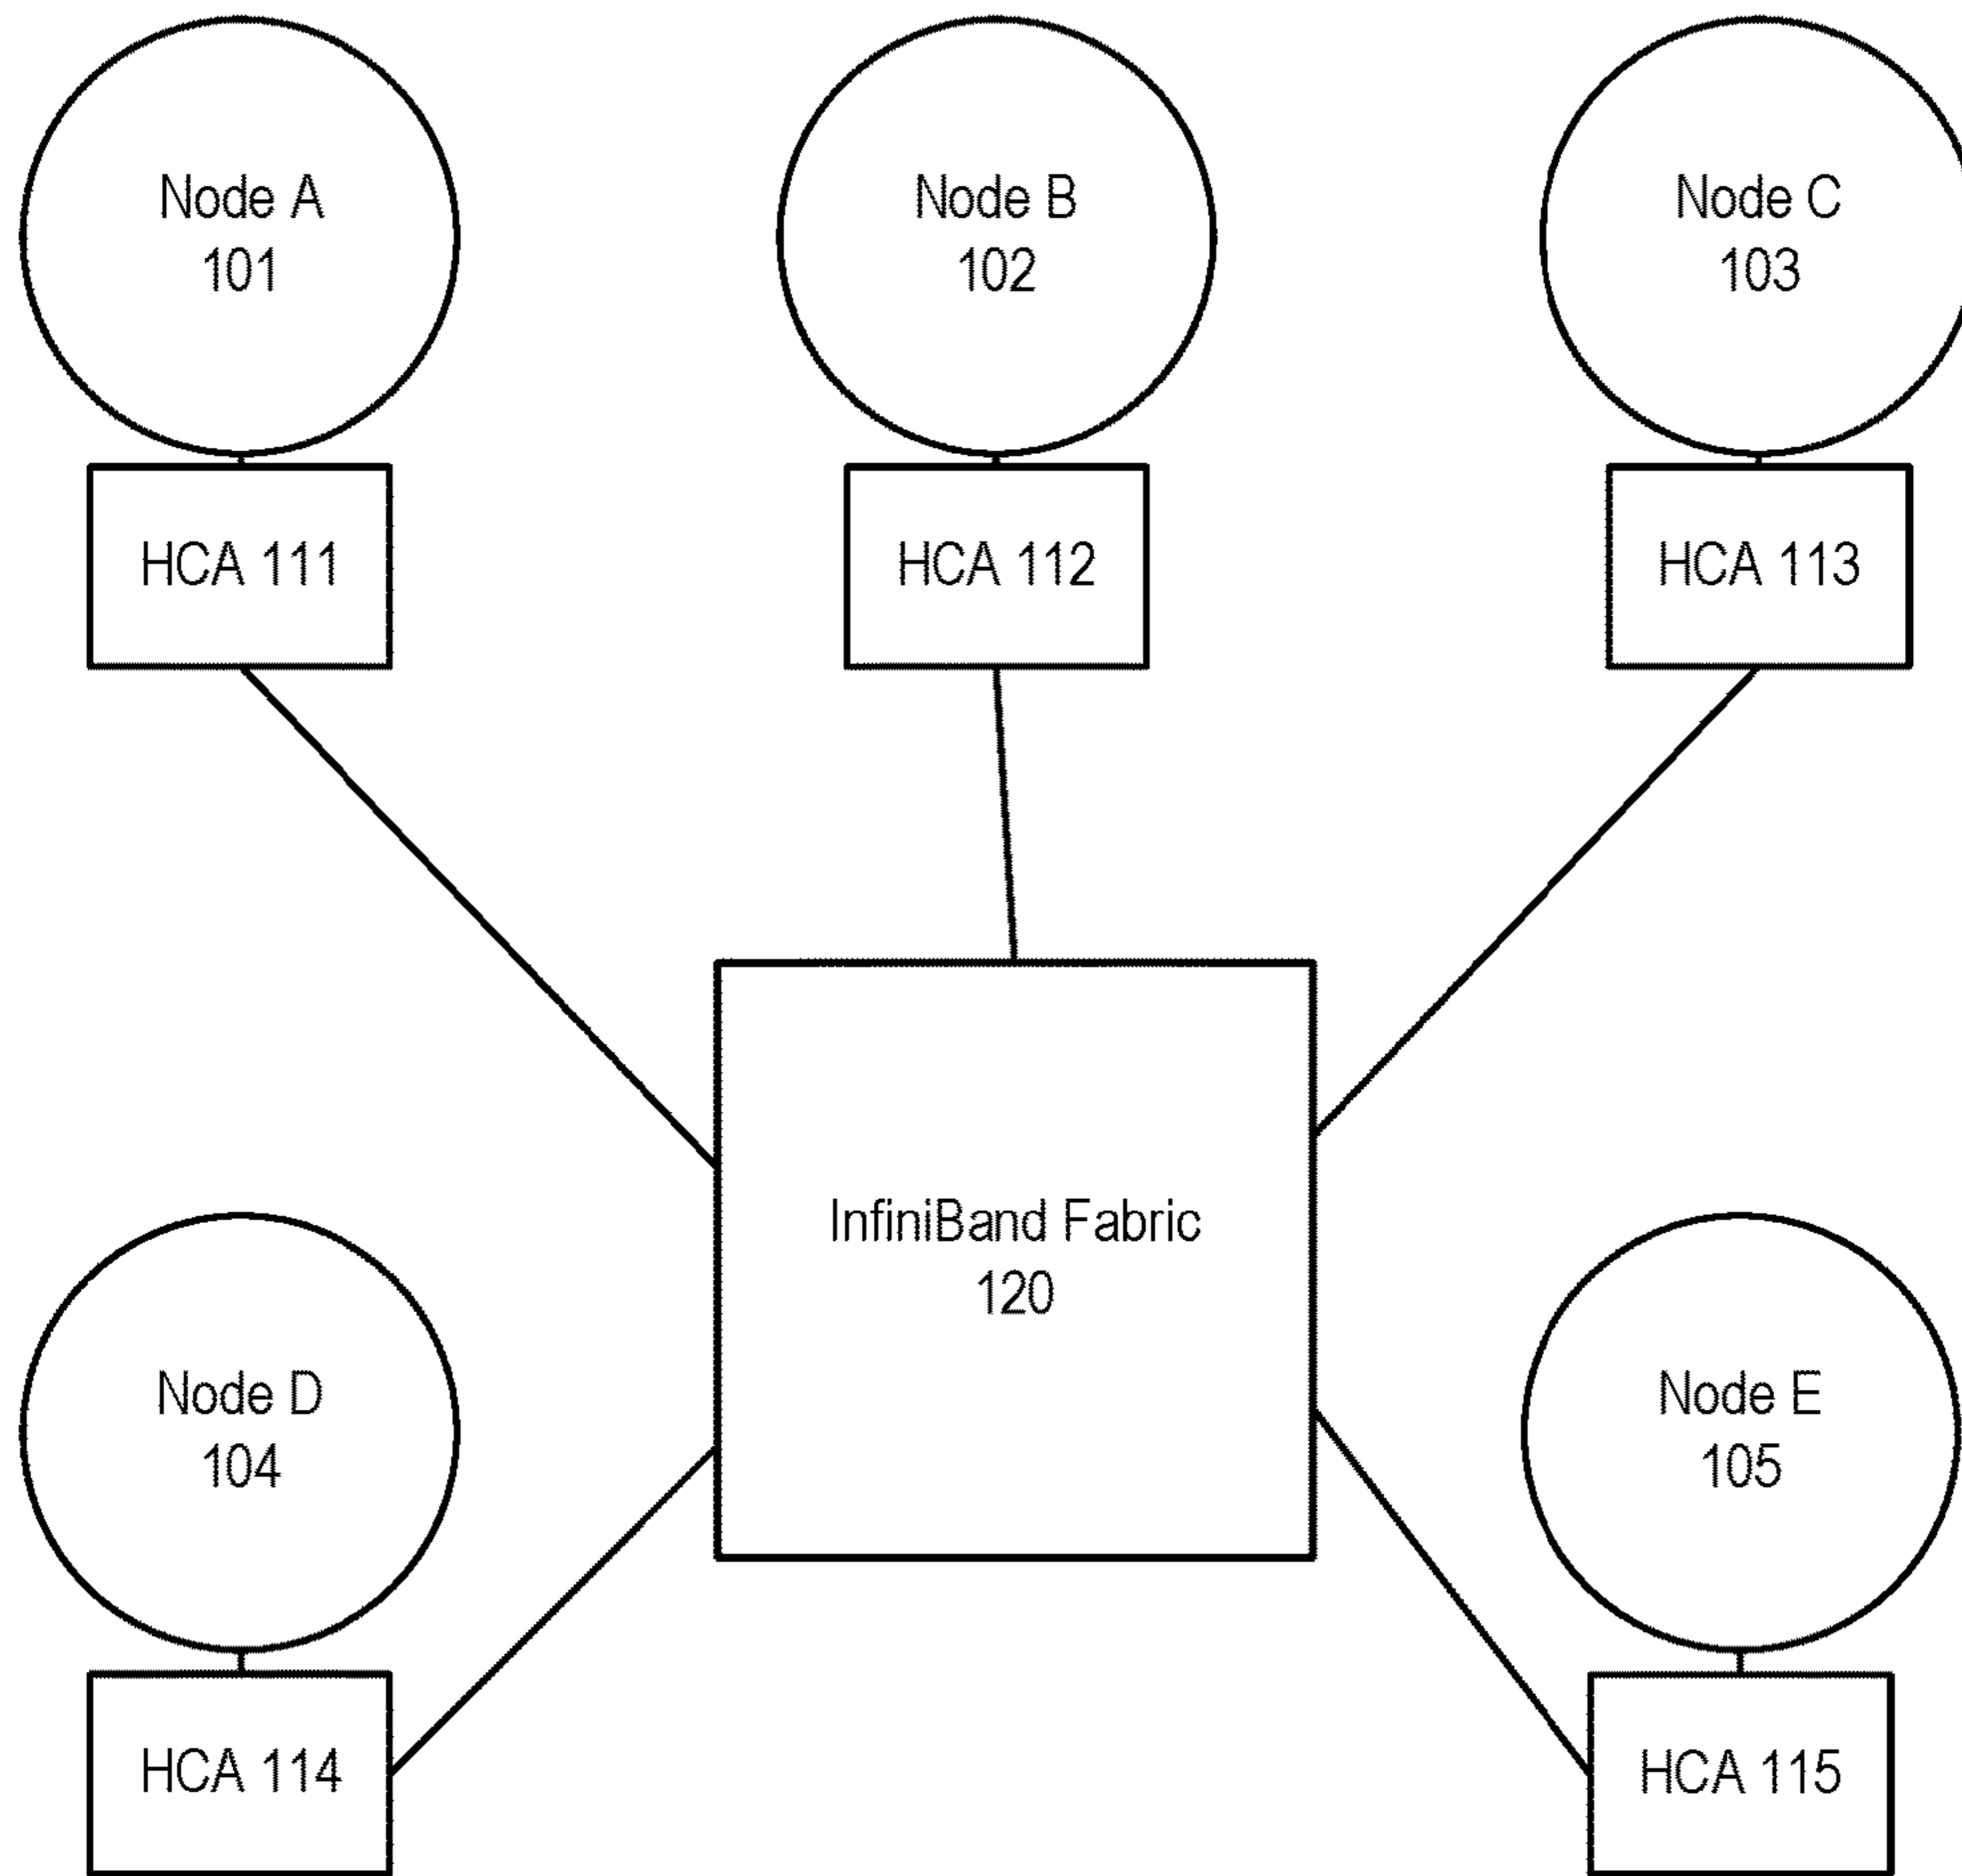 Node A
101
Node B
102
Node C
103
HCA 111
HCA 112
HCA 113
InfiniBand Fabric
120
Node D
104
Node E
105
HCA 114
HCA 115